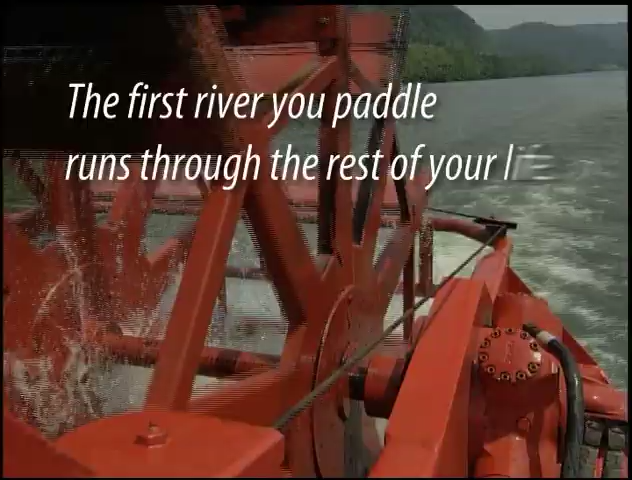 The first river you paddle
runs through the rest of your